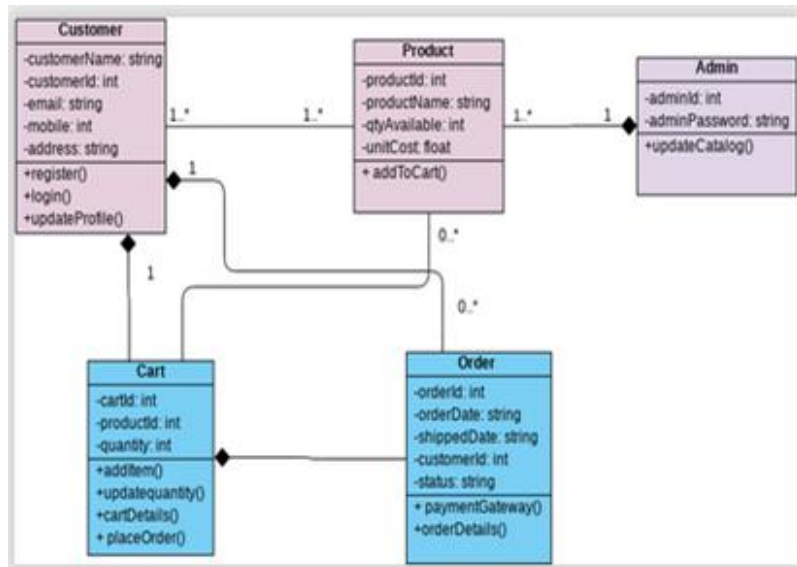 Customer
-customerName: string
-customerId: int
-email: string
-mobile: int
-address: string
+register()
+login()
+updateProfile()
Product
-productId: int
-productName: string
-qtyAvailable: int
-unitCost: float
+ addToCart()
Admin
-adminId: int
-adminPassword: string
+updateCatalog()
1..*
1..*
1..*
1
1
1
0..*
0..*
Cart
-cartId: int
-productId: int
-quantity: int
+addItem()
+updatequantity()
+cartDetails()
+ placeOrder()
Order
-orderId: int
-orderDate: string
-shippedDate: string
-customerId: int
-status: string
+ paymentGateway()
+orderDetails()